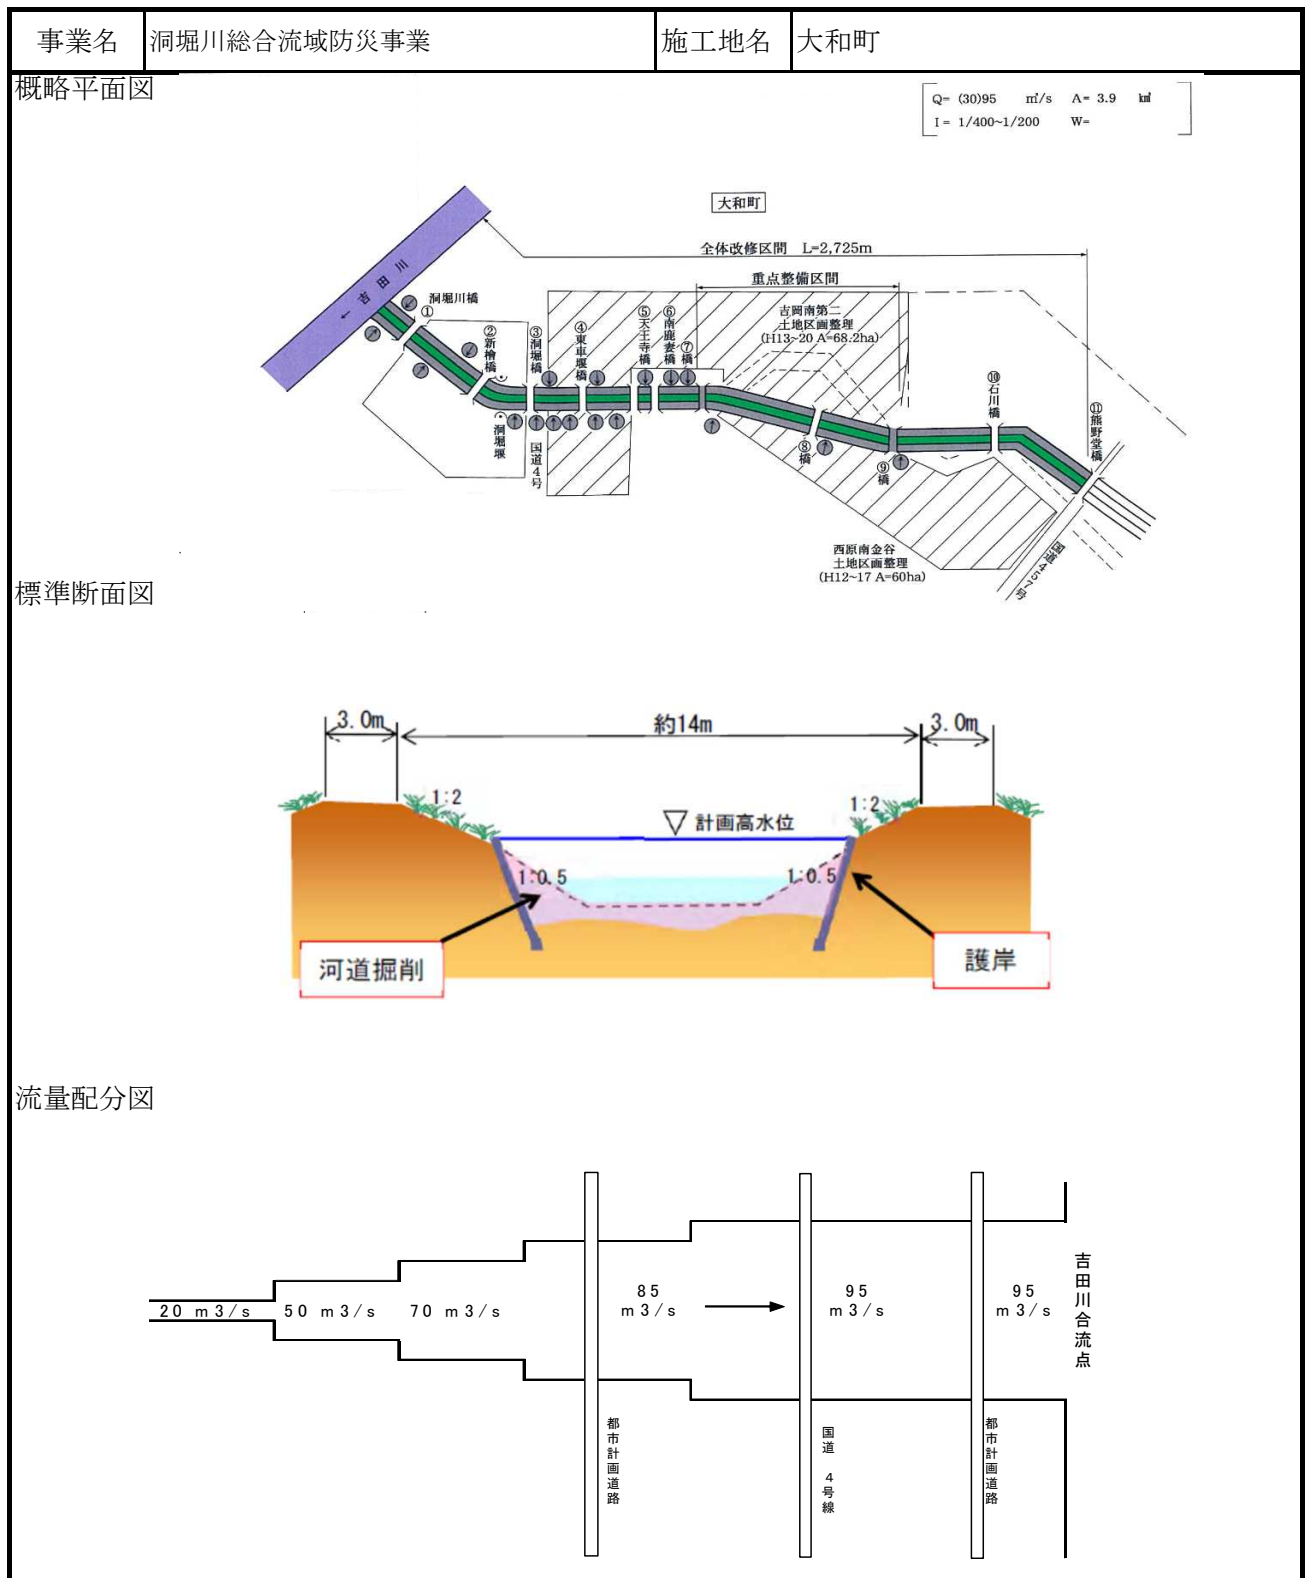 事業名
洞堀川総合流域防災事業
施工地名
大和町
概略平面図
Q= (30)95 ㎥/s A= 3.9 ㎢
I = 1/400~1/200 W=
大和町
全体改修区間 L=2,725m
重点整備区間
吉田川
←
洞堀川橋
①
②新檜橋
③洞堀橋
④東車堰橋
⑤天王寺橋
⑥南鹿妻橋
⑦橋
吉岡南第二
土地区画整理
(H13~20 A=68.2ha)
⑧橋
⑨橋
⑩石川橋
⑪熊野堂橋
洞堀堰
国道4号
西原南金谷
土地区画整理
(H12~17 A=60ha)
国道457号
標準断面図
3.0m
約14m
3.0m
1:2
1:2
計画高水位
1:0.5
1:0.5
河道掘削
護岸
流量配分図
20 m3/s
50 m3/s
70 m3/s
85
m3/s
95
m3/s
95
m3/s
吉田川合流点
都市計画道路
国道 4号線
都市計画道路